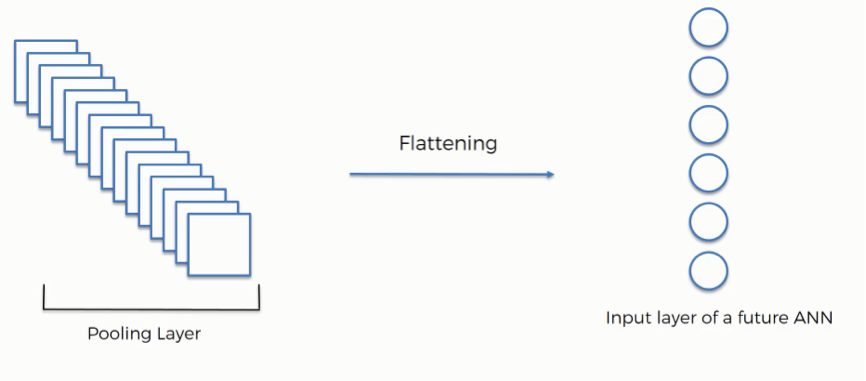 Flattening
Pooling Layer
Input layer of a future ANN